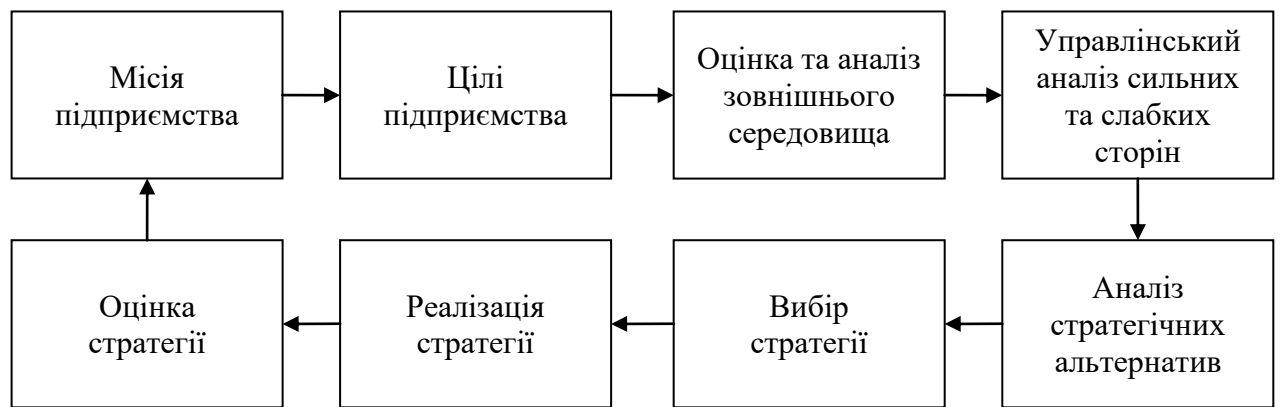 Місія
підприємства
Цілі
підприємства
Оцінка та аналіз
зовнішнього
середовища
Управлінський
аналіз сильних
та слабких
сторін
Оцінка
стратегії
Реалізація
стратегії
Вибір
стратегії
Аналіз
стратегічних
альтернатив